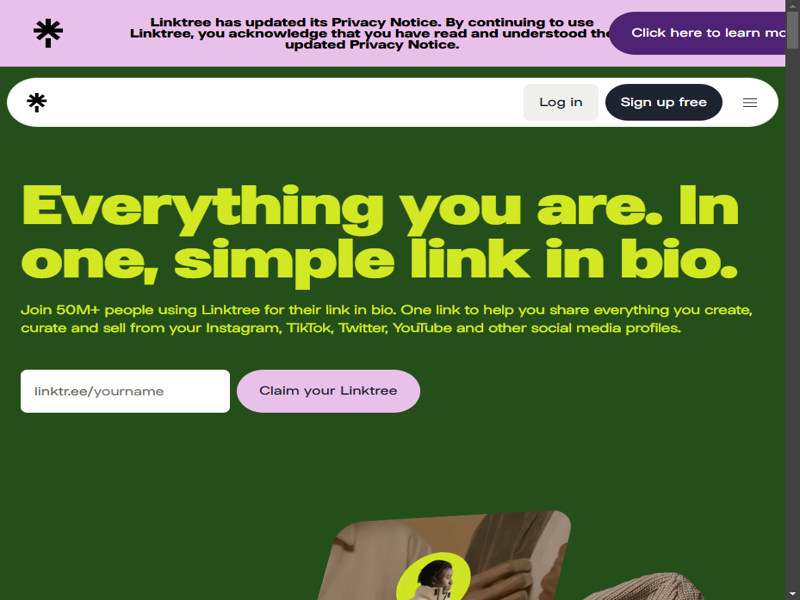 Linktree has updated its Privacy Notice. By continuing to use
Linktree, you acknowledge that you have read and understood the
updated Privacy Notice.
Click here to learn
Log in
Sign up free
Everything you are. In
one, simple link in bio.
Join 50M+ people using Linktree for their link in bio. One link to help you share everything you create,
curate and sell from your Instagram, TikTok, Twitter, YouTube and other social media profiles.
linktr.ee/yourname
Claim your Linktree